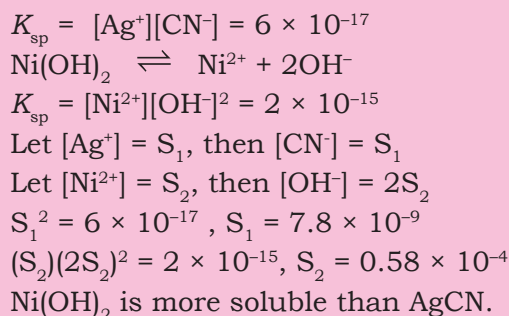 K_sp = [Ag⁺][CN⁻] = 6 × 10⁻¹⁷
Ni(OH)₂ ⇌ Ni²⁺ + 2OH⁻
K_sp = [Ni²⁺][OH⁻]² = 2 × 10⁻¹⁵
Let [Ag⁺] = S₁, then [CN⁻] = S₁
Let [Ni²⁺] = S₂, then [OH⁻] = 2S₂
S₁² = 6 × 10⁻¹⁷ , S₁ = 7.8 × 10⁻⁹
(S₂)(2S₂)² = 2 × 10⁻¹⁵, S₂ = 0.58 × 10⁻⁴
Ni(OH)₂ is more soluble than AgCN.